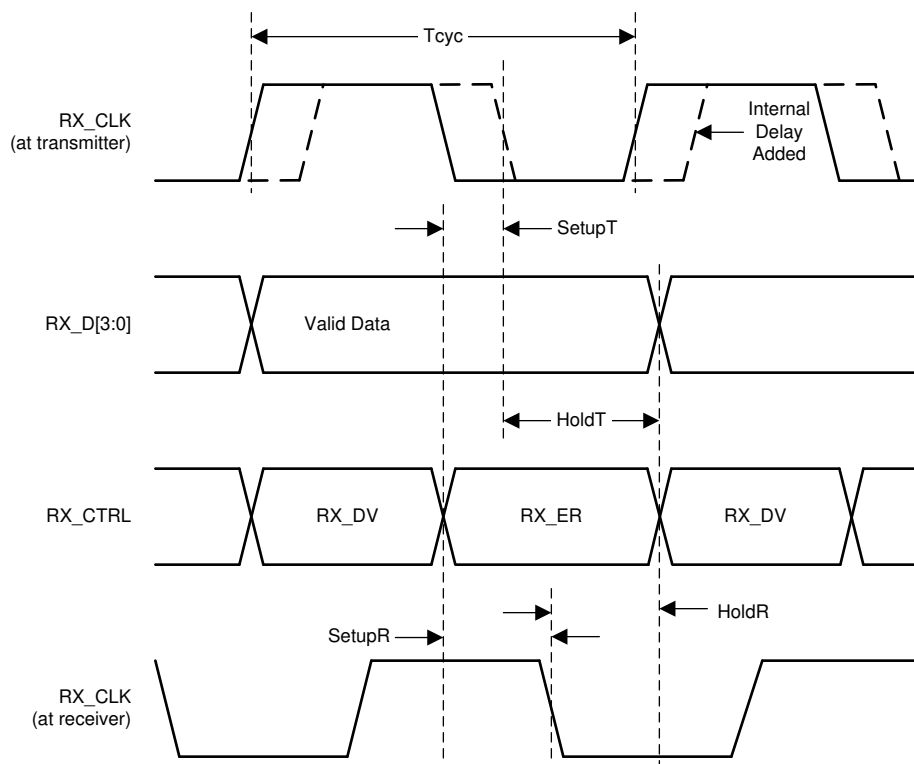 Tcyc
RX_CLK
(at transmitter)
Internal
Delay
Added
SetupT
RX_D[3:0]
Valid Data
HoldT
RX_CTRL
RX_DV
RX_ER
RX_DV
HoldR
SetupR
RX_CLK
(at receiver)